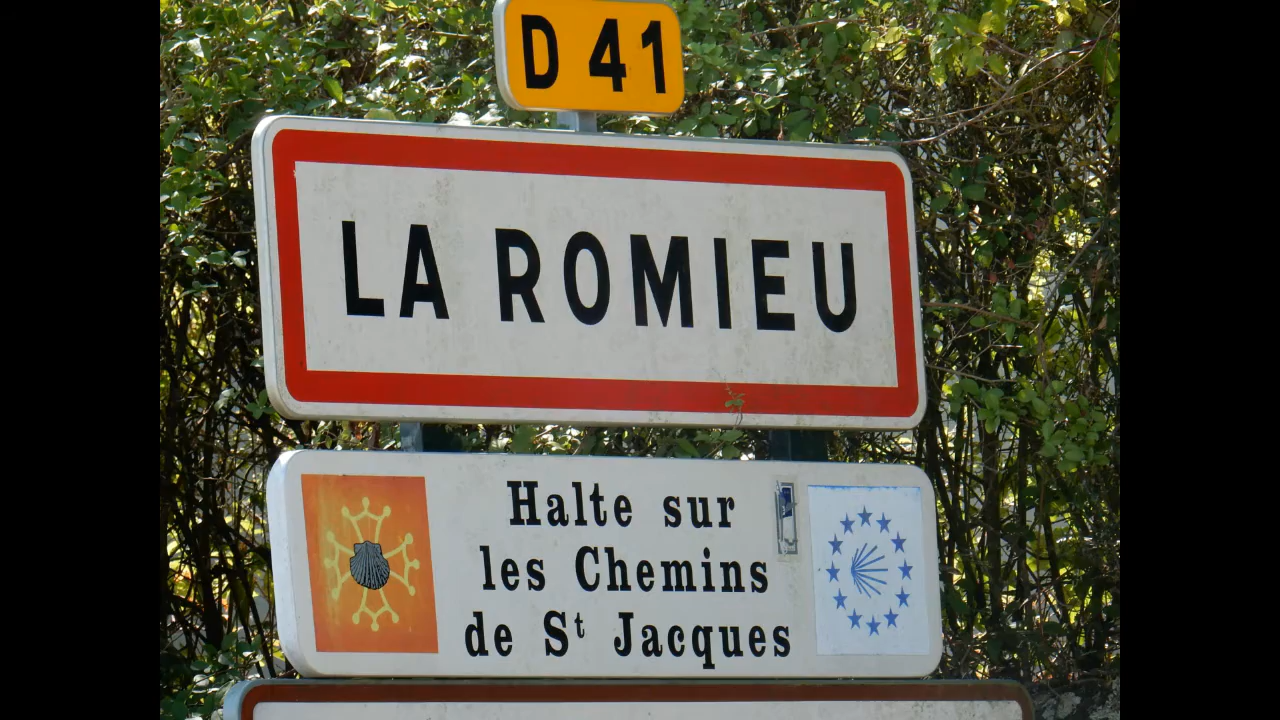 D 41
LA ROMIEU
Halte sur
les Chemins
de St Jacques